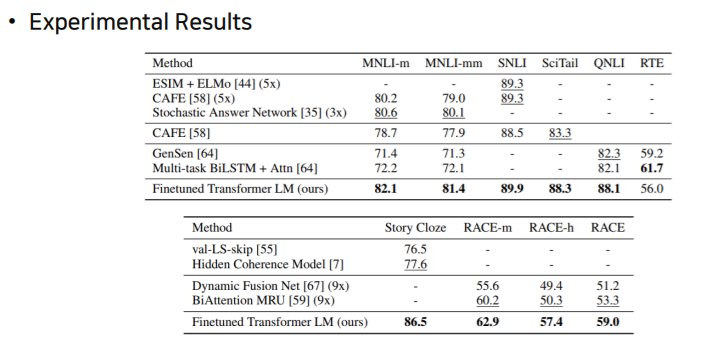 • Experimental Results
Method MNLI-m MNLI-mm SNLI SciTail QNLI RTE
ESIM + ELMo [44] (5x) - - 89.3 - - -
CAFE [58] (5x) 80.2 79.0 89.3 - - -
Stochastic Answer Network [35] (3x) 80.6 80.1 - - - -
CAFE [58] 78.7 77.9 88.5 83.3
GenSen [64] 71.4 71.3 - - 82.3 59.2
Multi-task BiLSTM + Attn [64] 72.2 72.1 - - 82.1 61.7
Finetuned Transformer LM (ours) 82.1 81.4 89.9 88.3 88.1 56.0
Method Story Cloze RACE-m RACE-h RACE
val-LS-skip [55] 76.5 - - -
Hidden Coherence Model [7] 77.6 - - -
Dynamic Fusion Net [67] (9x) - 55.6 49.4 51.2
BiAttention MRU [59] (9x) - 60.2 50.3 53.3
Finetuned Transformer LM (ours) 86.5 62.9 57.4 59.0